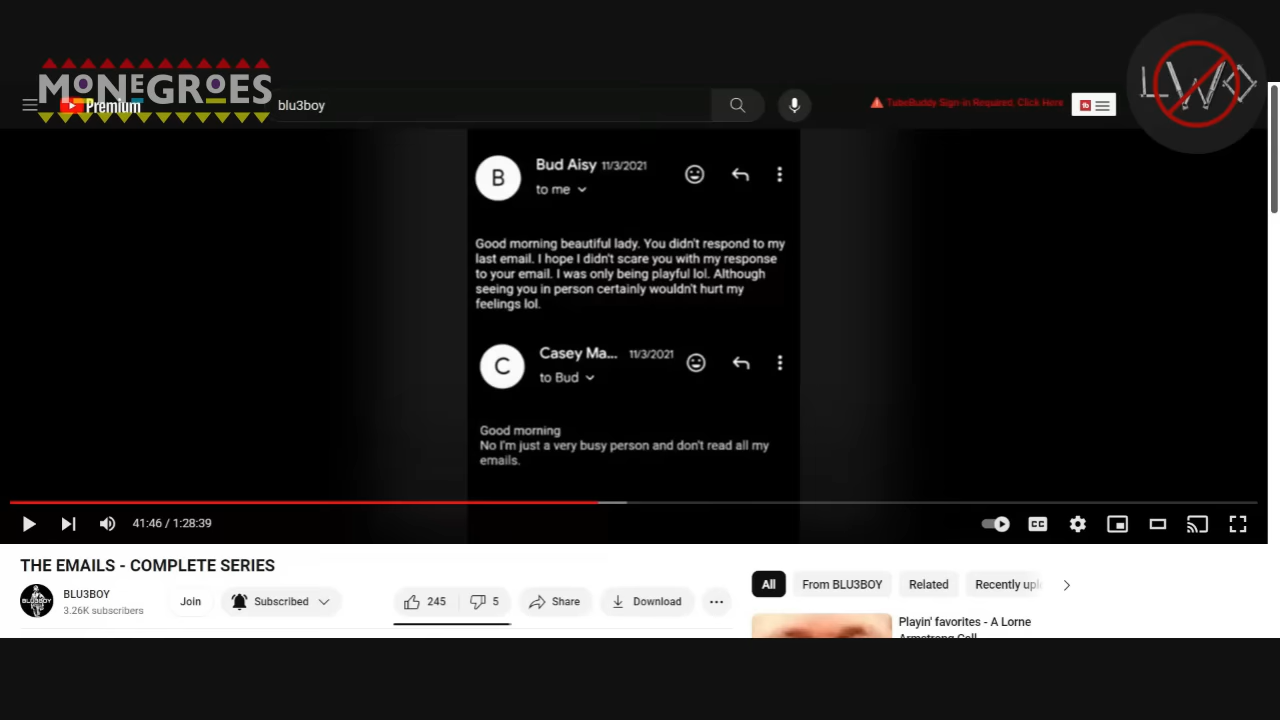 MONEGROES
Premium
blu3boy
TubeBuddy Sign-in Required. Click Here
tb
LWD
B
Bud Aisy 11/3/2021
to me
Good morning beautiful lady. You didn't respond to my
last email. I hope I didn't scare you with my response
to your email. I was only being playful lol. Although
seeing you in person certainly wouldn't hurt my
feelings lol.
C
Casey Ma... 11/3/2021
to Bud
Good morning
No I'm just a very busy person and don't read all my
emails.
41:46 / 1:28:39
CC
THE EMAILS - COMPLETE SERIES
BLU3BOY
3.26K subscribers
Join
Subscribed
245
5
Share
Download
All
From BLU3BOY
Related
Recently upl
Playin' favorites - A Lorne
Armstrong Call